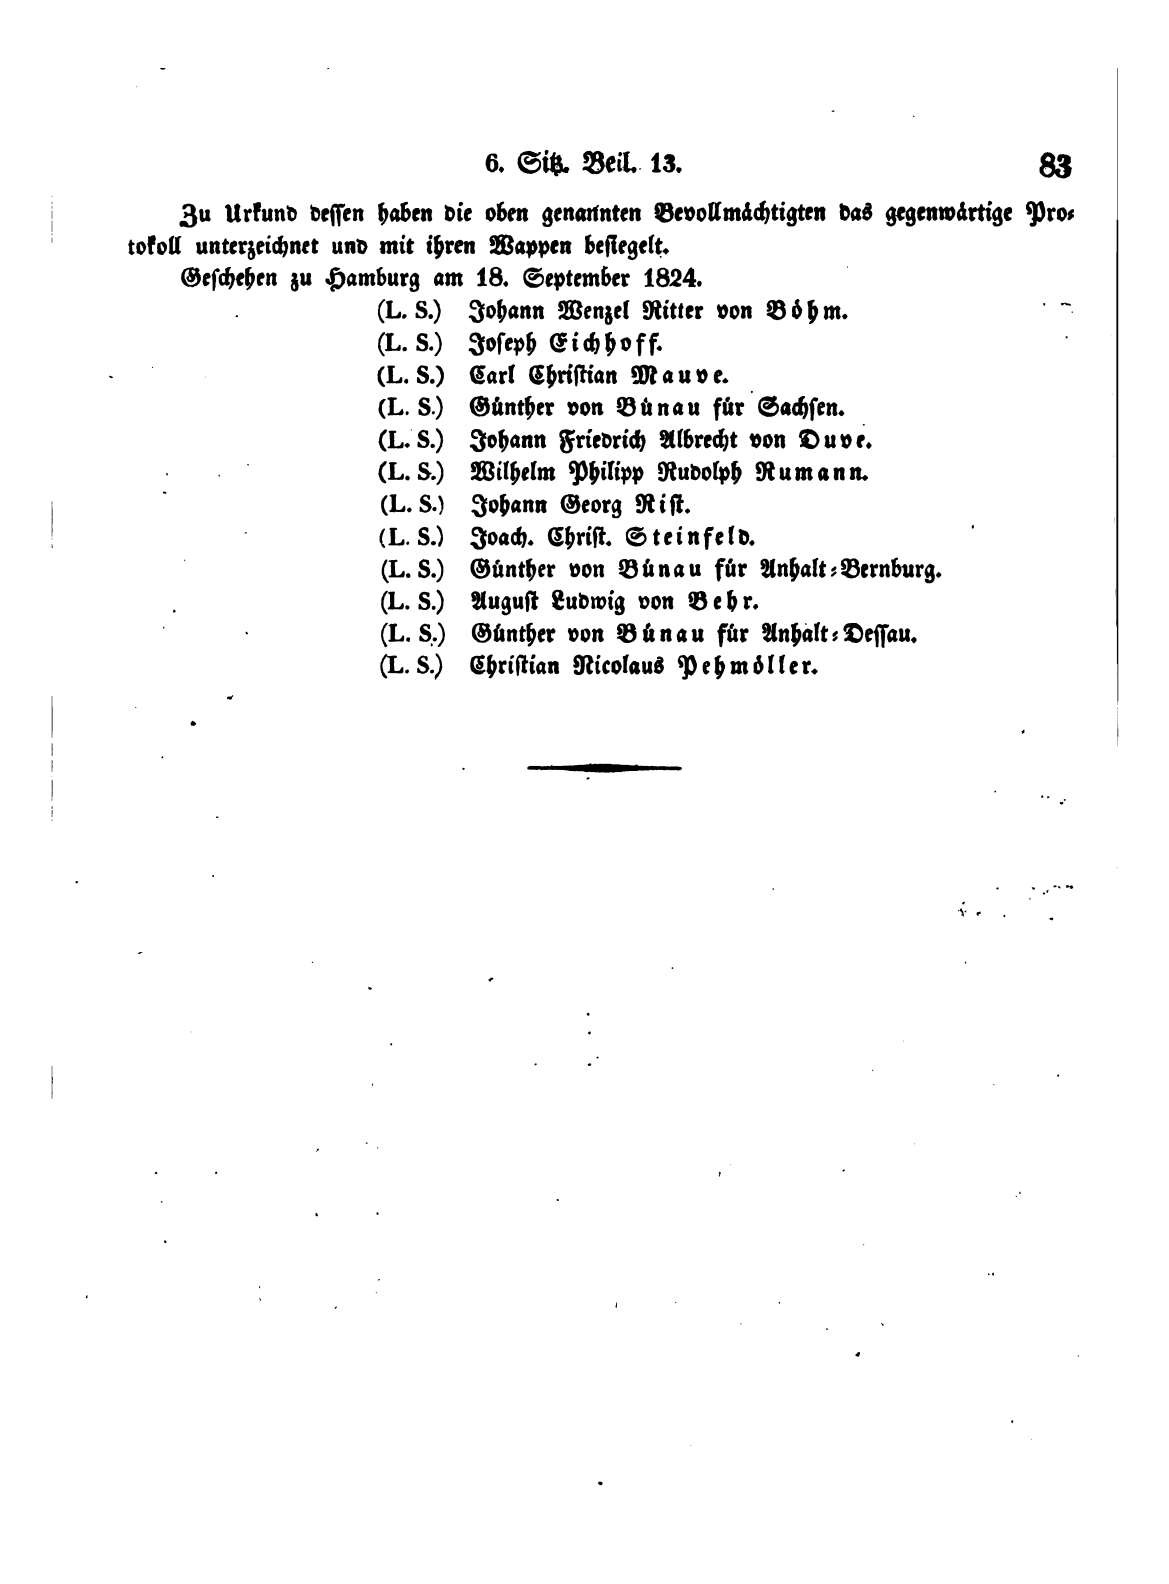 6. Sitz. Beil. 13. 83
Zu Urkund dessen haben die oben genannten Bevollmächtigten das gegenwärtige Pro-
tokoll unterzeichnet und mit ihren Wappen besiegelt.
Geschehen zu Hamburg am 18. September 1824.
(L. S.) Johann Wenzel Ritter von Böhm.
(L. S.) Joseph Eichhoff.
(L. S.) Carl Christian Mauve.
(L. S.) Günther von Bünau für Sachsen.
(L. S.) Johann Friedrich Albrecht von Duve.
(L. S.) Wilhelm Philipp Rudolph Rumann.
(L. S.) Johann Georg Rist.
(L. S.) Joach. Christ. Steinfeld.
(L. S.) Günther von Bünau für Anhalt-Bernburg.
(L. S.) August Ludwig von Behr.
(L. S.) Günther von Bünau für Anhalt-Dessau.
(L. S.) Christian Nicolaus Pehmöller.